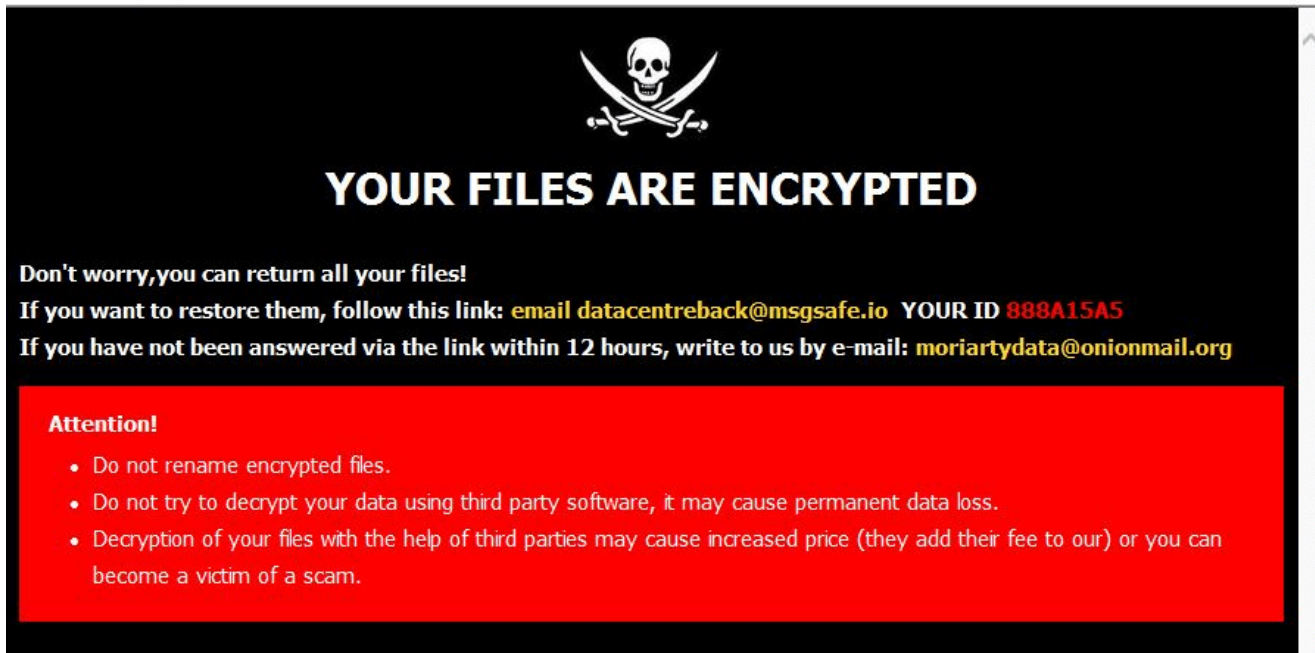 YOUR FILES ARE ENCRYPTED
Don't worry,you can return all your files!
If you want to restore them, follow this link: email datacentreback@msgsafe.io YOUR ID 888A15A5
If you have not been answered via the link within 12 hours, write to us by e-mail: moriartydata@onionmail.org
Attention!
• Do not rename encrypted files.
• Do not try to decrypt your data using third party software, it may cause permanent data loss.
• Decryption of your files with the help of third parties may cause increased price (they add their fee to our) or you can
become a victim of a scam.